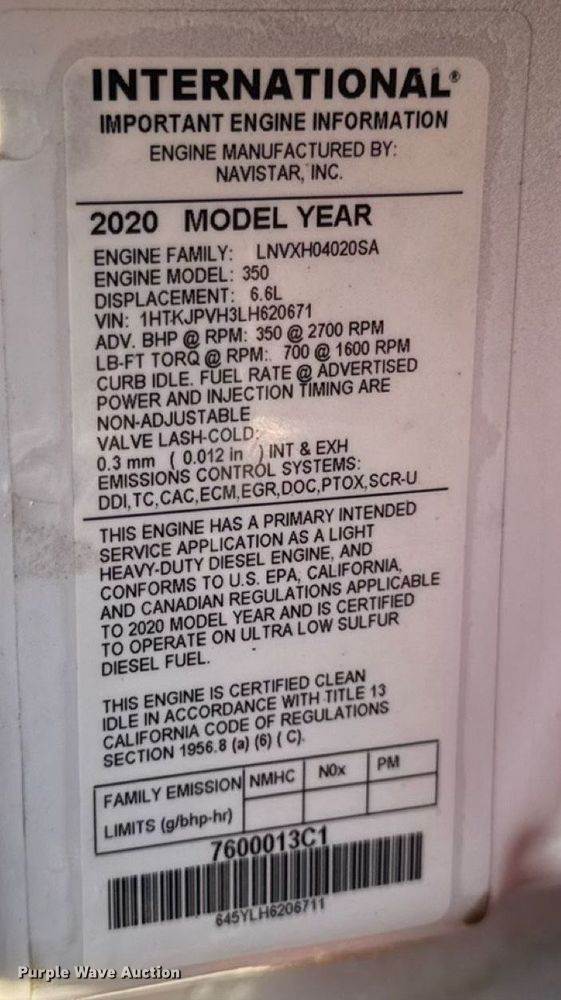 INTERNATIONAL®
IMPORTANT ENGINE INFORMATION
ENGINE MANUFACTURED BY:
NAVISTAR, INC.
2020 MODEL YEAR
ENGINE FAMILY: LNVXH04020SA
ENGINE MODEL: 350
DISPLACEMENT: 6.6L
VIN: 1HTKJPVH3LH620671
ADV. BHP @ RPM: 350 @ 2700 RPM
LB-FT TORQ @ RPM: 700 @ 1600 RPM
CURB IDLE. FUEL RATE @ ADVERTISED
POWER AND INJECTION TIMING ARE
NON-ADJUSTABLE
VALVE LASH-COLD:
0.3 mm ( 0.012 in ) INT & EXH
EMISSIONS CONTROL SYSTEMS:
DDI,TC,CAC,ECM,EGR,DOC,PTOX,SCR-U
THIS ENGINE HAS A PRIMARY INTENDED
SERVICE APPLICATION AS A LIGHT
HEAVY-DUTY DIESEL ENGINE, AND
CONFORMS TO U.S. EPA, CALIFORNIA,
AND CANADIAN REGULATIONS APPLICABLE
TO 2020 MODEL YEAR AND IS CERTIFIED
TO OPERATE ON ULTRA LOW SULFUR
DIESEL FUEL.
THIS ENGINE IS CERTIFIED CLEAN
IDLE IN ACCORDANCE WITH TITLE 13
CALIFORNIA CODE OF REGULATIONS
SECTION 1956.8 (a) (6) ( C).
FAMILY EMISSION NMHC N0x PM
LIMITS (g/bhp-hr)
7600013C1
645YLH6206711
Purple Wave Auction